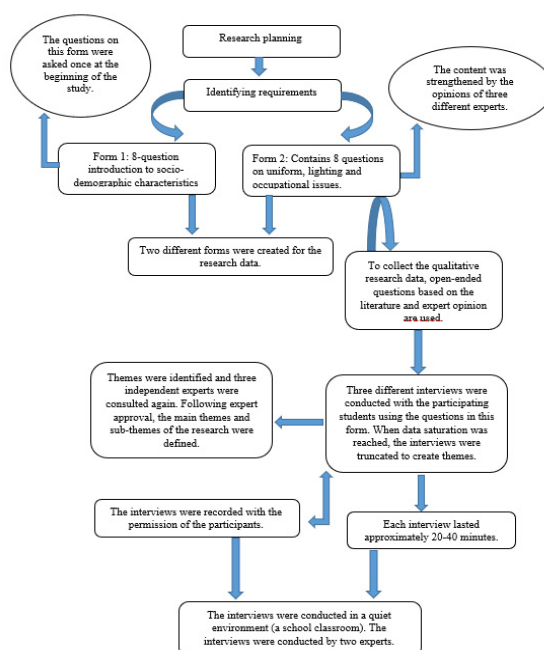 The questions on
this form were
asked once at the
beginning of the
study.
Research planning
The content was
strengthened by the
opinions of three
different experts.
Identifying requirements
Form 1: 8-question
introduction to socio-
demographic characteristics
Form 2: Contains 8 questions
on uniform, lighting and
occupational issues.
Two different forms were created for the
research data.
To collect the qualitative
research data, open-ended
questions based on the
literature and expert opinion
are used.
Themes were identified and three
independent experts were
consulted again. Following expert
approval, the main themes and
sub-themes of the research were
defined.
Three different interviews were
conducted with the participating
students using the questions in this
form. When data saturation was
reached, the interviews were
truncated to create themes.
The interviews were recorded with the
permission of the participants.
Each interview lasted
approximately 20-40 minutes.
The interviews were conducted in a quiet
environment (a school classroom). The
interviews were conducted by two experts.